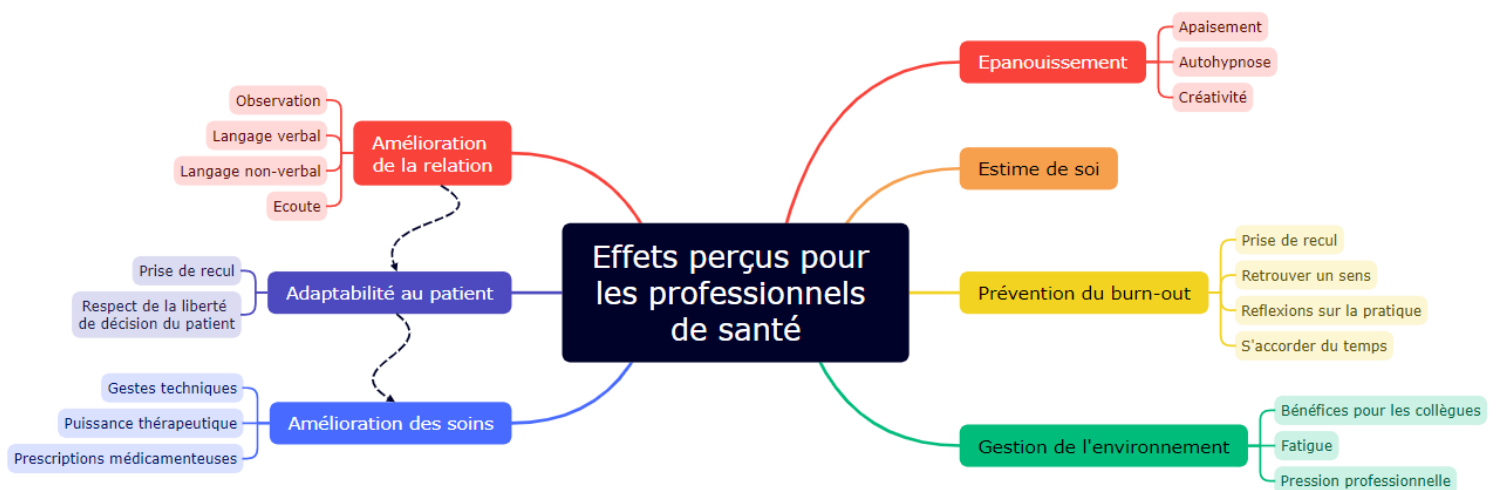 Effets perçus pour
les professionnels
de santé
Amélioration
de la relation
Observation
Langage verbal
Langage non-verbal
Ecoute
Adaptabilité au patient
Prise de recul
Respect de la liberté
de décision du patient
Amélioration des soins
Gestes techniques
Puissance thérapeutique
Prescriptions médicamenteuses
Epanouissement
Apaisement
Autohypnose
Créativité
Estime de soi
Prévention du burn-out
Prise de recul
Retrouver un sens
Reflexions sur la pratique
S'accorder du temps
Gestion de l'environnement
Bénéfices pour les collègues
Fatigue
Pression professionnelle